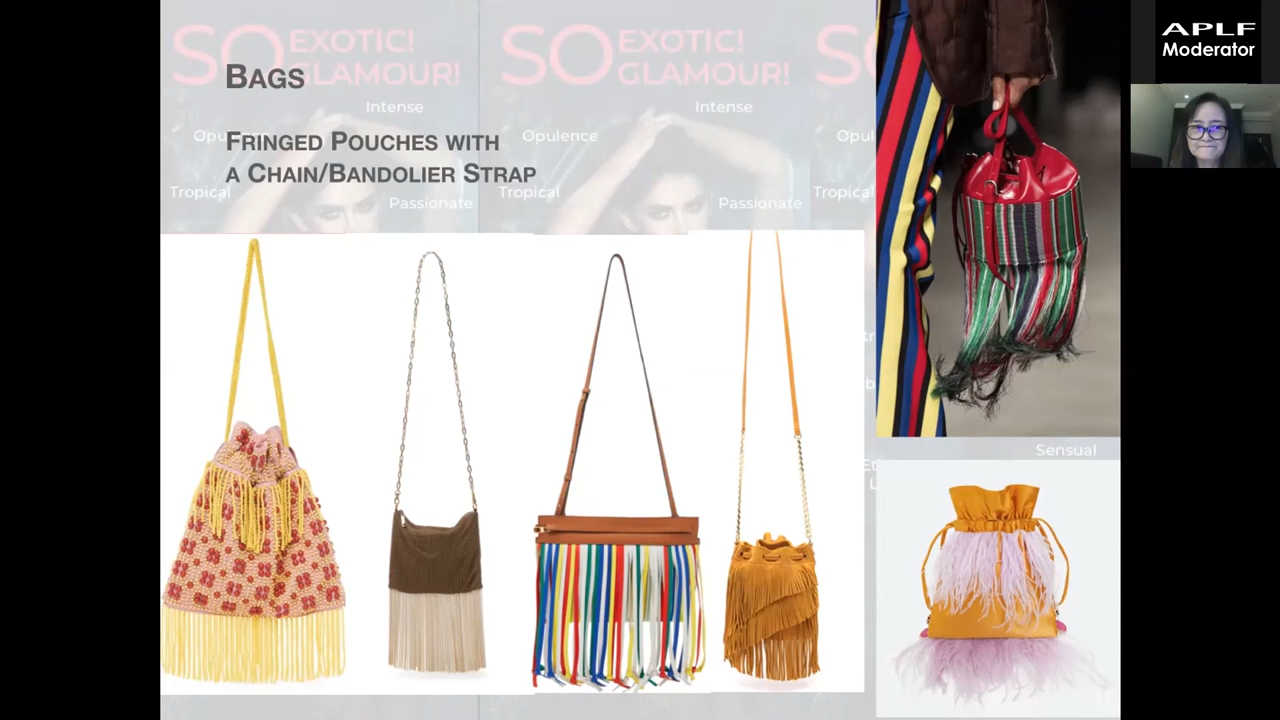 BAGS
FRINGED POUCHES WITH
A CHAIN/BANDOLIER STRAP
SO EXOTIC!
GLAMOUR!
Intense
Opulence
Tropical
Passionate
SO EXOTIC!
GLAMOUR!
Intense
Opulence
Tropical
Passionate
Tropical
Sensual
APLF
Moderator